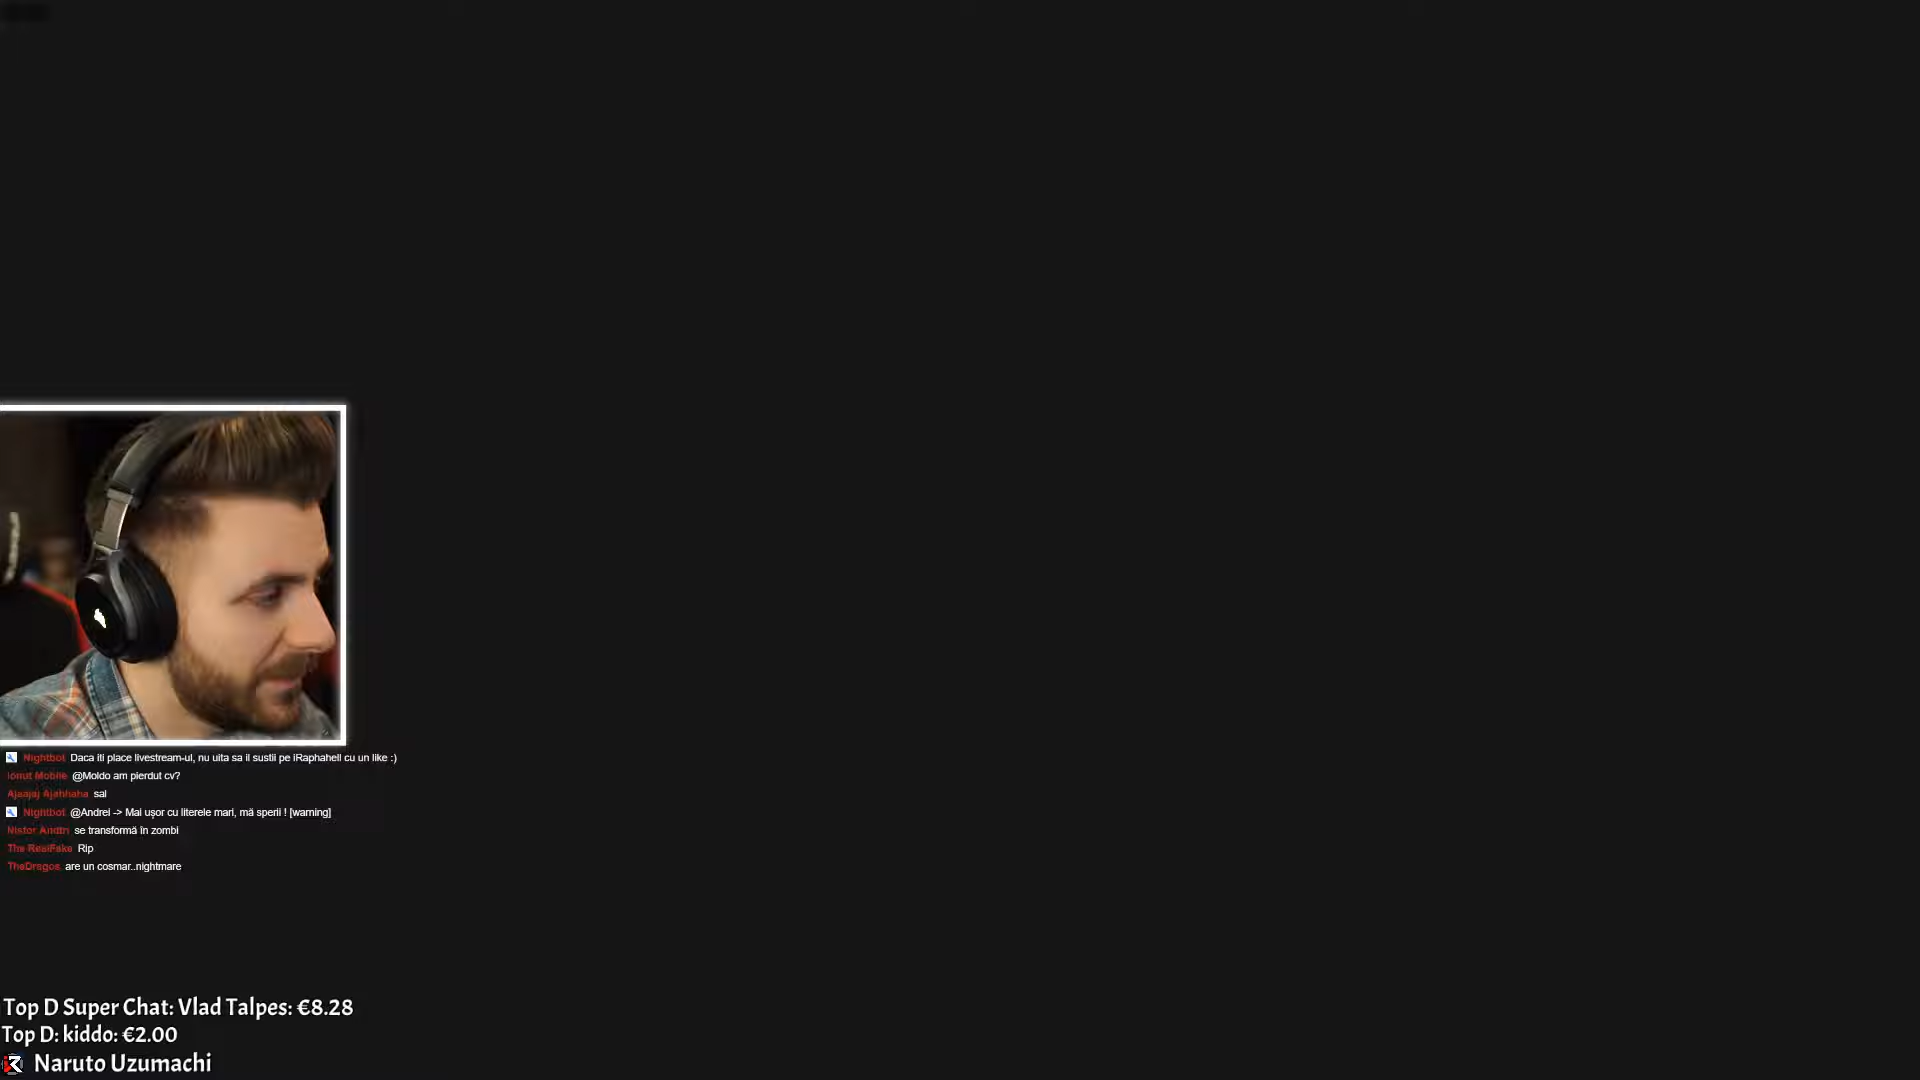 Nightbot Daca iti place livestream-ul, nu uita sa il sustii pe iRaphahell cu un like :)
Ionut Mobile @Moldo am pierdut cv?
Ajaajaj Ajahhaha sal
Nightbot @Andrei -> Mai ușor cu literele mari, mă sperii ! [warning]
Nistor Andtn se transformă în zombi
The RealFake Rip
TheDragos are un cosmar..nightmare
Top D Super Chat: Vlad Talpes: €8.28
Top D: kiddo: €2.00
Naruto Uzumachi